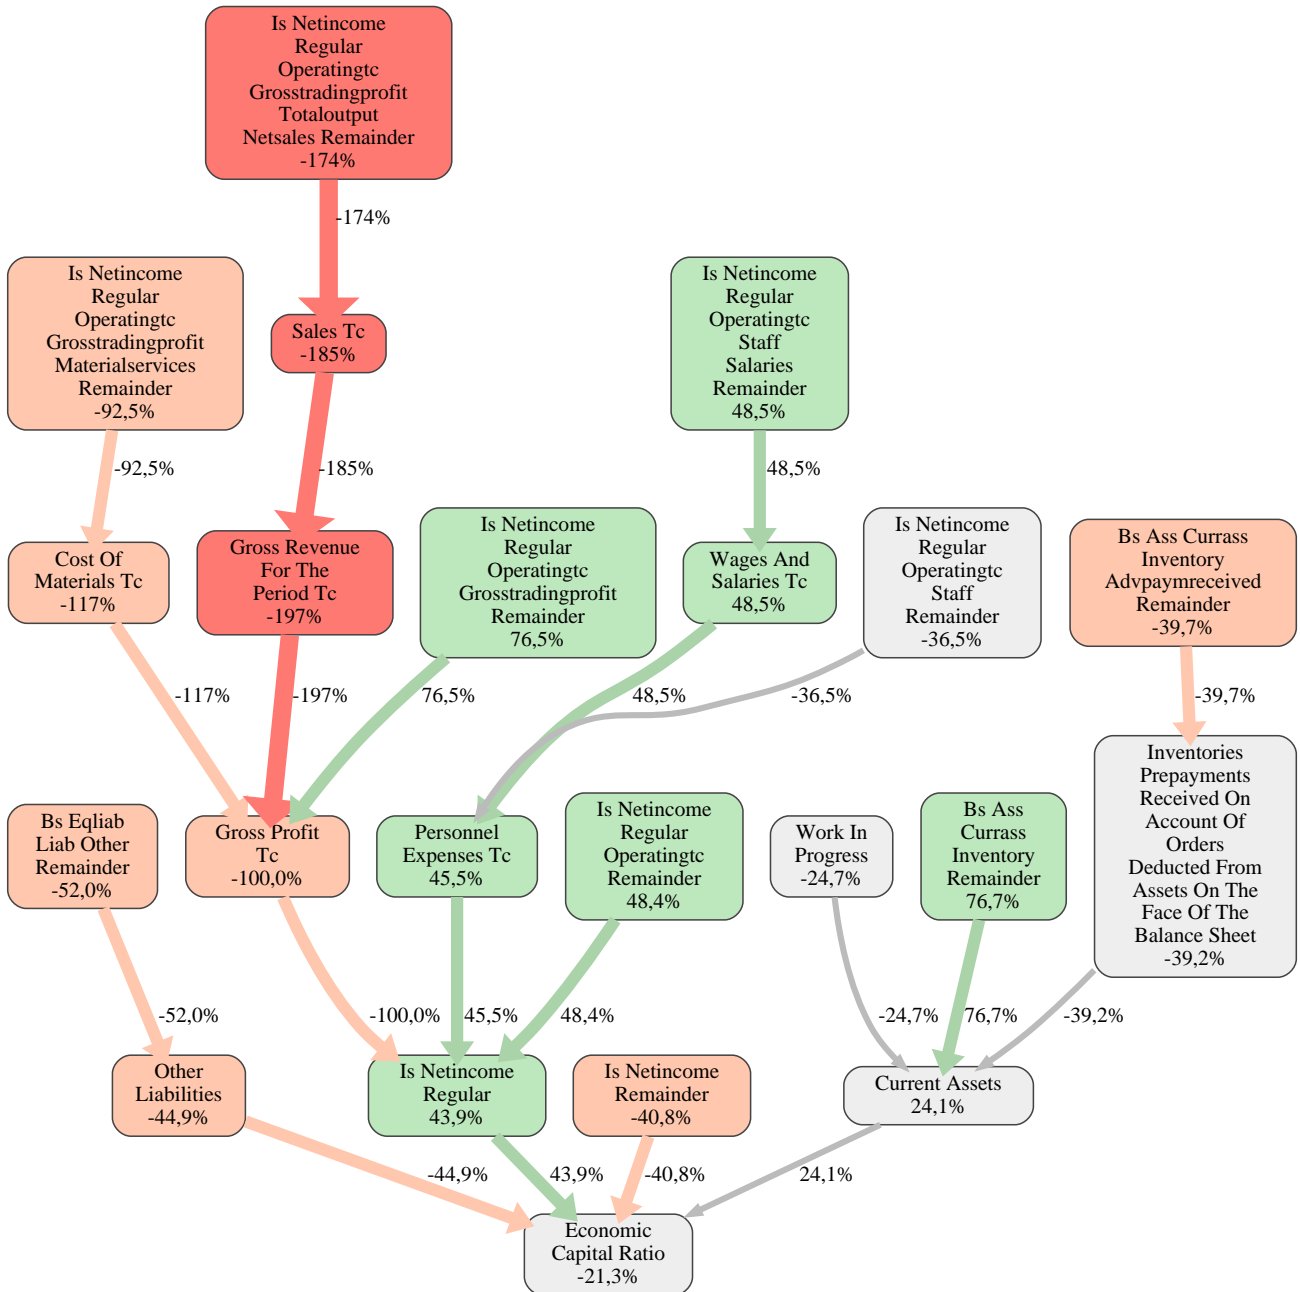 Is Netincome
Regular
Operatingtc
Grosstradingprofit
Totaloutput
Netsales Remainder
-174%
-174%
Is Netincome
Regular
Operatingtc
Grosstradingprofit
Materialservices
Remainder
-92,5%
Sales Tc
-185%
Is Netincome
Regular
Operatingtc
Staff
Salaries
Remainder
48,5%
-92,5%
-185%
48,5%
Cost Of
Materials Tc
-117%
Gross Revenue
For The
Period Tc
-197%
Is Netincome
Regular
Operatingtc
Grosstradingprofit
Remainder
76,5%
Wages And
Salaries Tc
48,5%
Is Netincome
Regular
Operatingtc
Staff
Remainder
-36,5%
Bs Ass Currass
Inventory
Advpaymreceived
Remainder
-39,7%
-117%
-197%
76,5%
48,5%
-36,5%
-39,7%
Bs Eqliab
Liab Other
Remainder
-52,0%
Gross Profit
Tc
-100,0%
Personnel
Expenses Tc
45,5%
Is Netincome
Regular
Operatingtc
Remainder
48,4%
Work In
Progress
-24,7%
Bs Ass
Currass
Inventory
Remainder
76,7%
Inventories
Prepayments
Received On
Account Of
Orders
Deducted From
Assets On The
Face Of The
Balance Sheet
-39,2%
-52,0%
-100,0%
45,5%
48,4%
-24,7%
76,7%
-39,2%
Other
Liabilities
-44,9%
Is Netincome
Regular
43,9%
Is Netincome
Remainder
-40,8%
Current Assets
24,1%
-44,9%
43,9%
-40,8%
24,1%
Economic
Capital Ratio
-21,3%